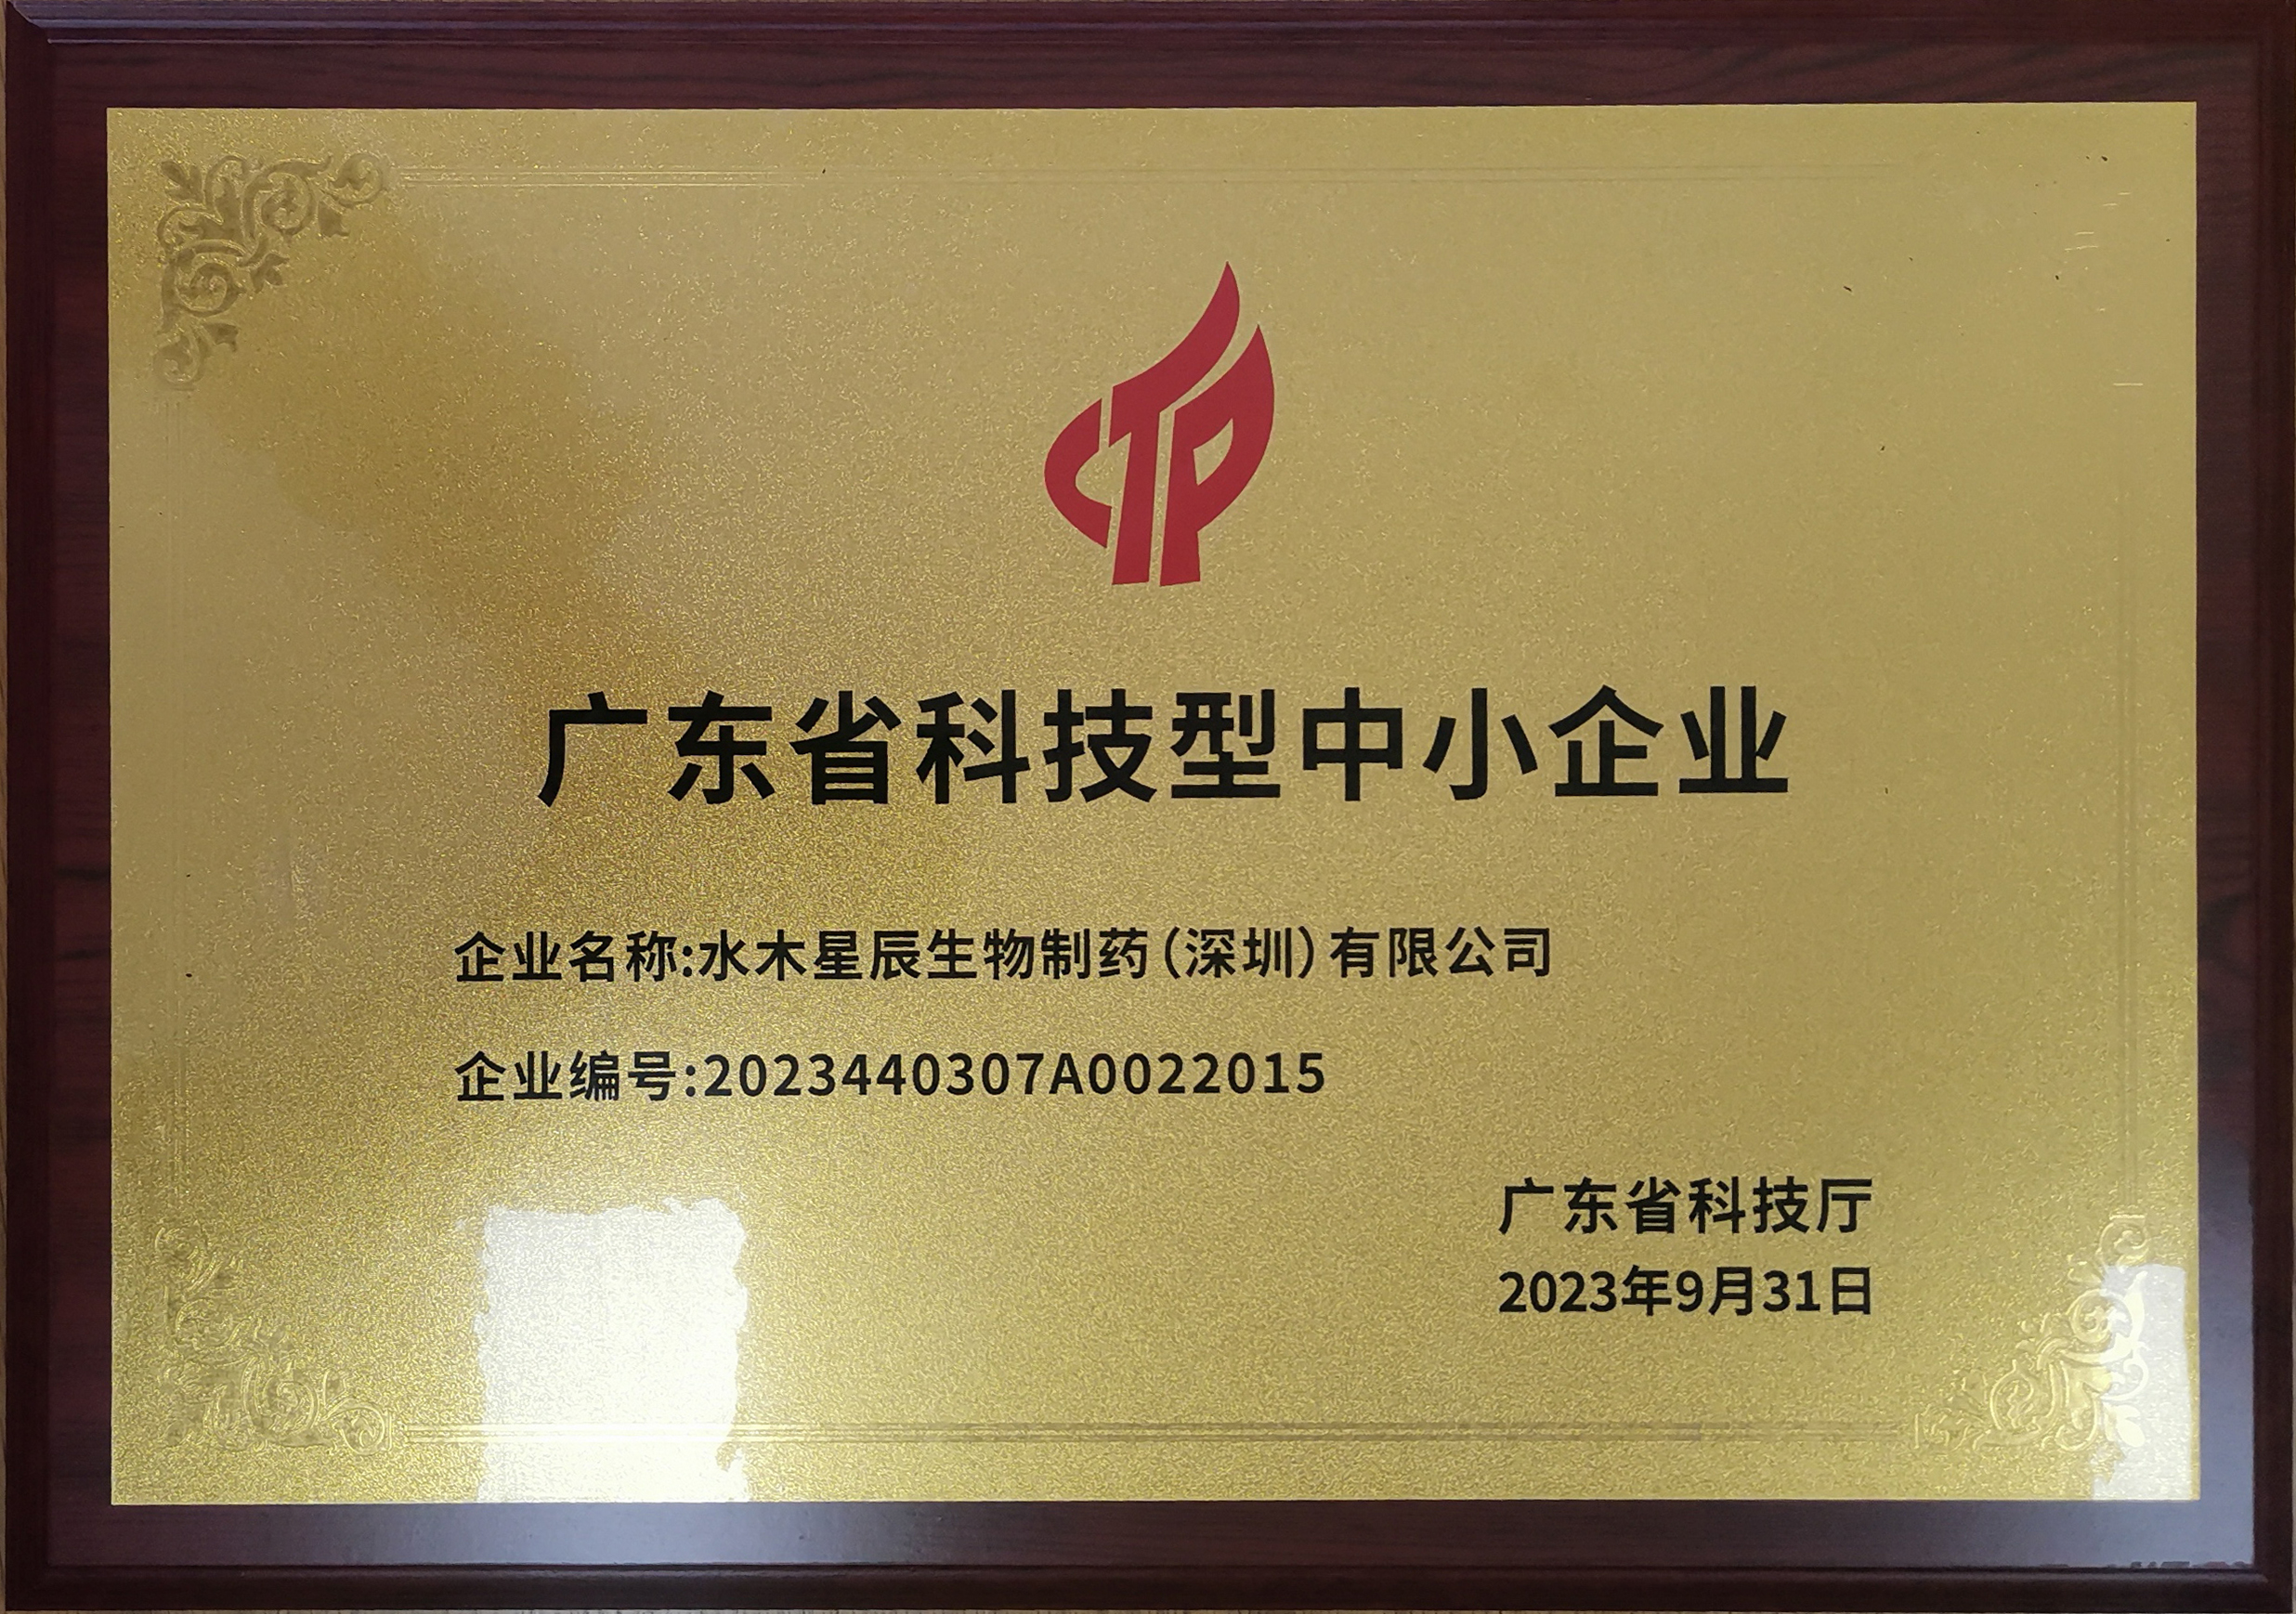 CTP
广东省科技型中小企业
企业名称:水木星辰生物制药(深圳)有限公司
企业编号:2023440307A0022015
广东省科技厅
2023年9月31日